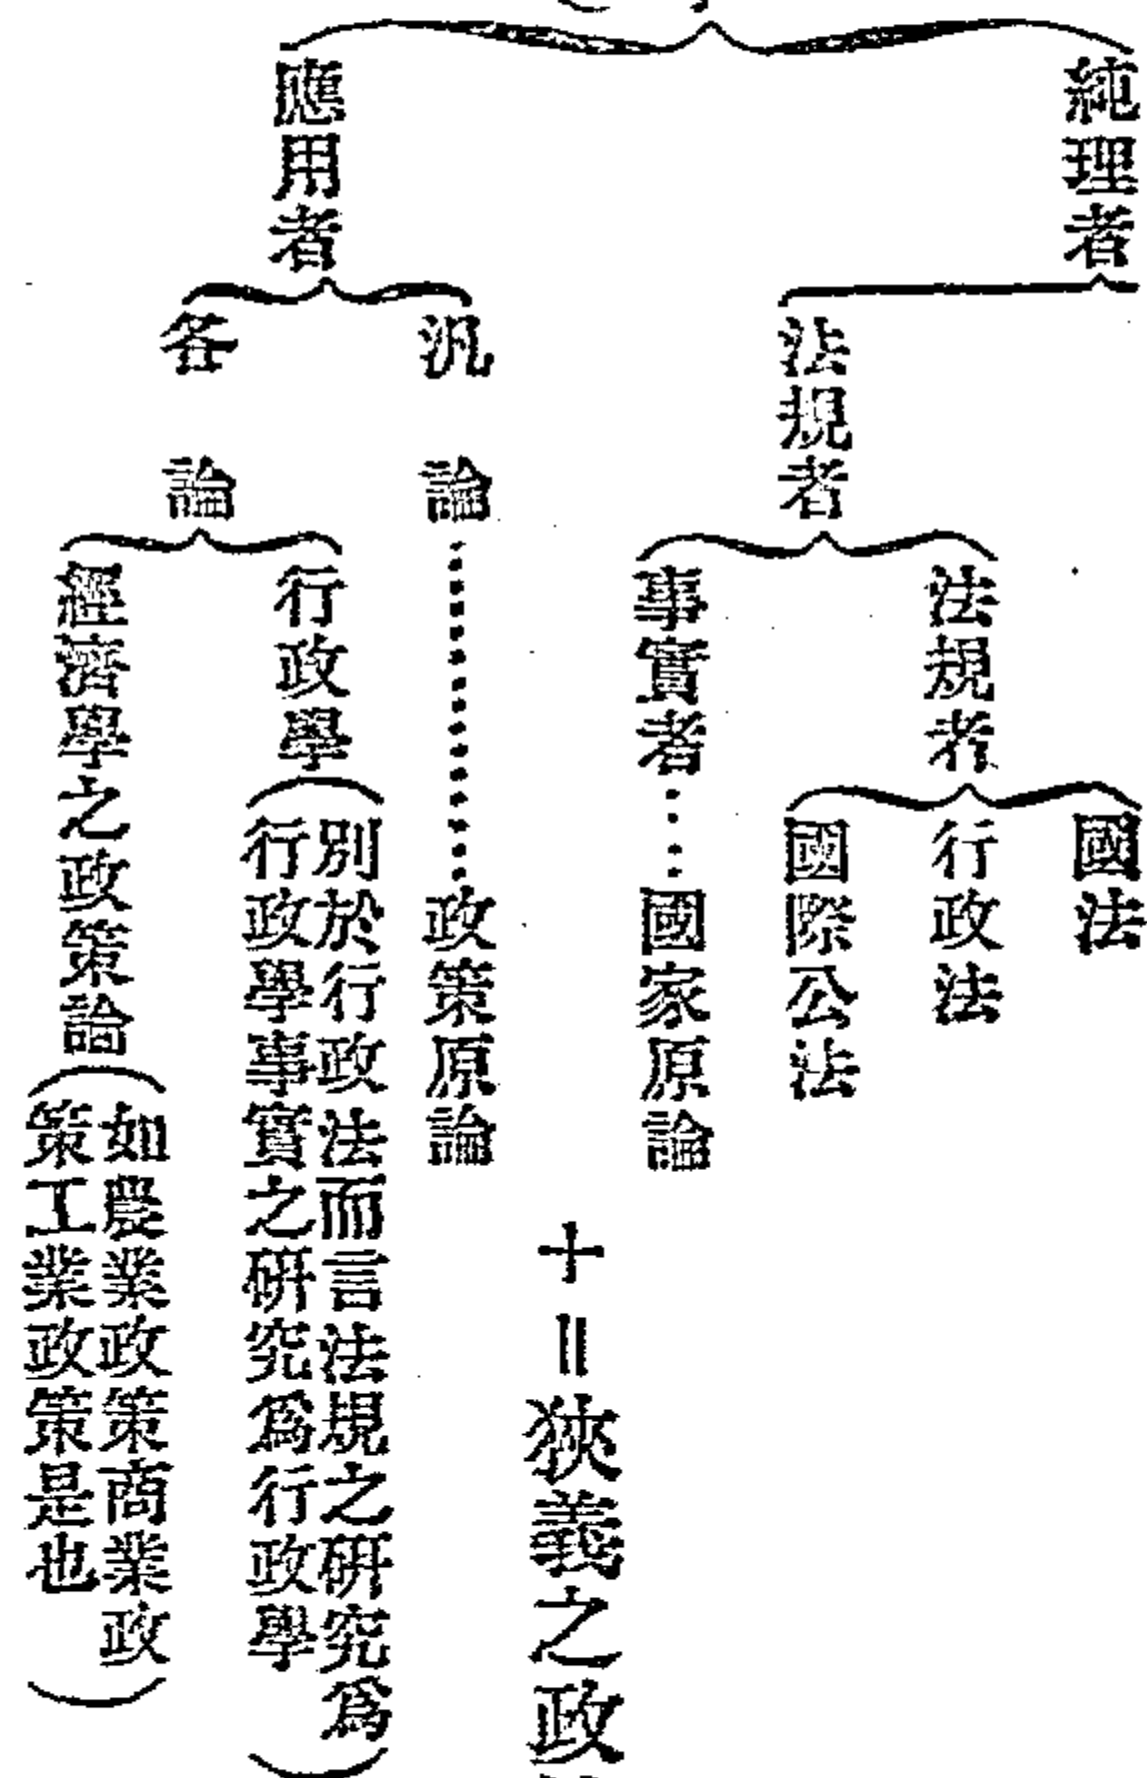 純理者
法規者
法規者
國法
行政法
國際公法
事實者……國家原論
十＝狹義之政
應用者
汎論…………政策原論
各論
行政學（別於行政法而言法規之研究爲
行政學事實之研究爲行政學）
經濟學之政策論（如農業政策商業政
策工業政策是也）